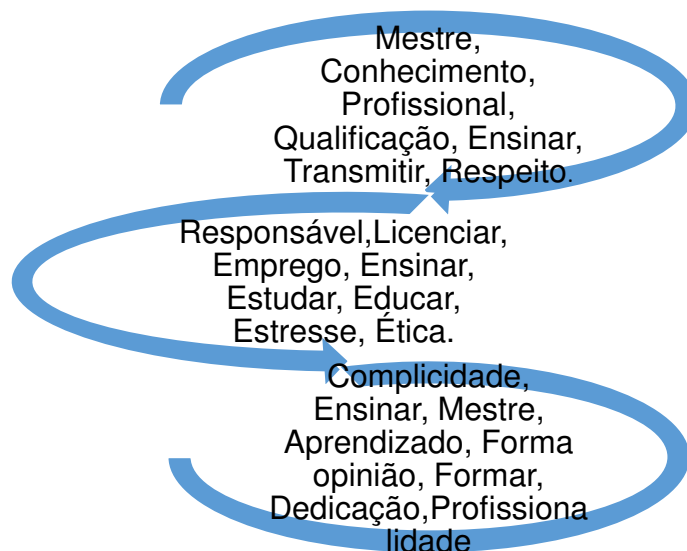 Mestre,
Conhecimento,
Profissional,
Qualificação, Ensinar,
Transmitir, Respeito.
Responsável,Licenciar,
Emprego, Ensinar,
Estudar, Educar,
Estresse, Ética.
Complicidade,
Ensinar, Mestre,
Aprendizado, Forma
opinião, Formar,
Dedicação,Profissiona
lidade